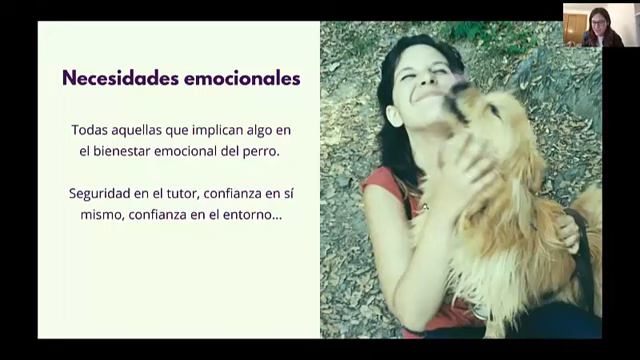 Necesidades emocionales
Todas aquellas que implican algo en
el bienestar emocional del perro.
Seguridad en el tutor, confianza en sí
mismo, confianza en el entorno...